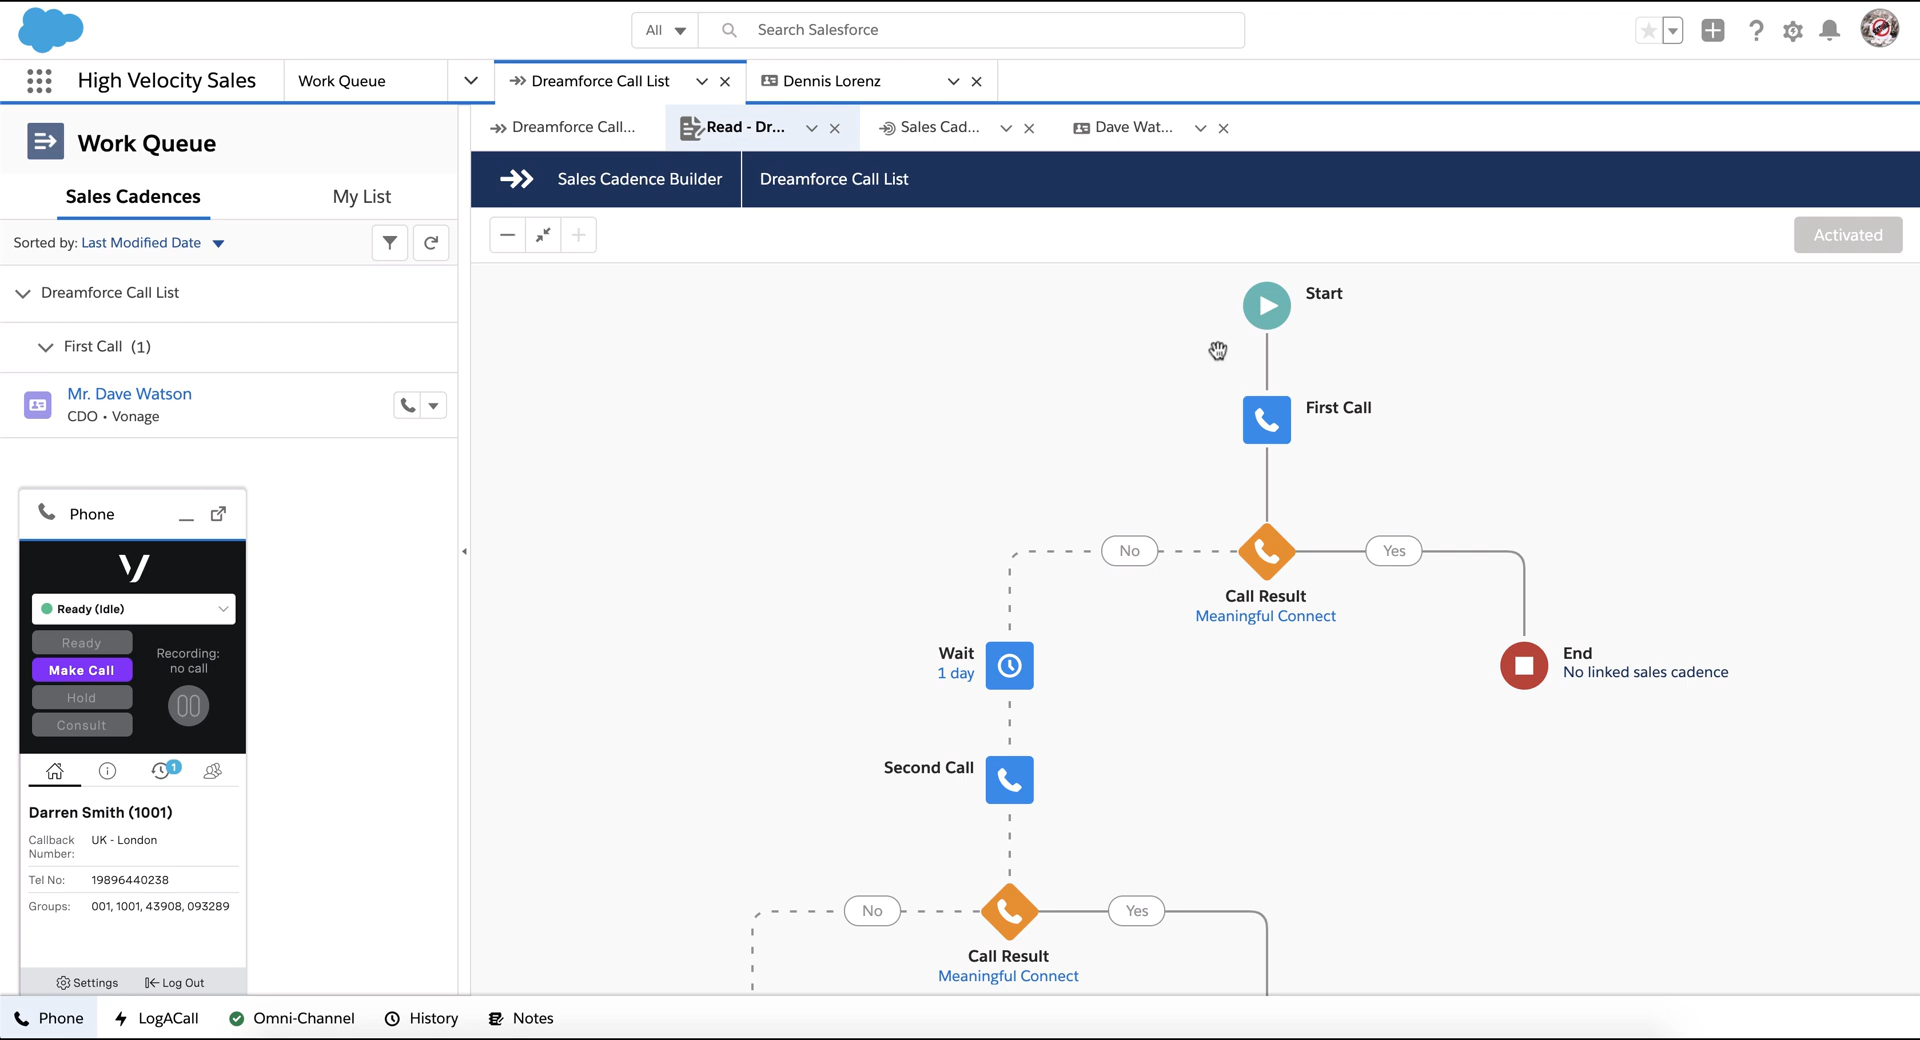 All
Search Salesforce
High Velocity Sales
Work Queue
Dreamforce Call List
Dennis Lorenz
Work Queue
Sales Cadences
My List
Sorted by: Last Modified Date
Dreamforce Call List
First Call (1)
Mr. Dave Watson
CDO • Vonage
Dreamforce Call...
Read - Dr...
Sales Cad...
Dave Wat...
Sales Cadence Builder
Dreamforce Call List
Activated
Start
First Call
No
Yes
Call Result
Meaningful Connect
Wait
1 day
End
No linked sales cadence
Second Call
No
Yes
Call Result
Meaningful Connect
Phone
Ready (Idle)
Ready
Make Call
Hold
Consult
Recording:
no call
1
Darren Smith (1001)
Callback
Number:
UK - London
Tel No: 19896440238
Groups: 001, 1001, 43908, 093289
Settings
Log Out
Phone
LogACall
Omni-Channel
History
Notes